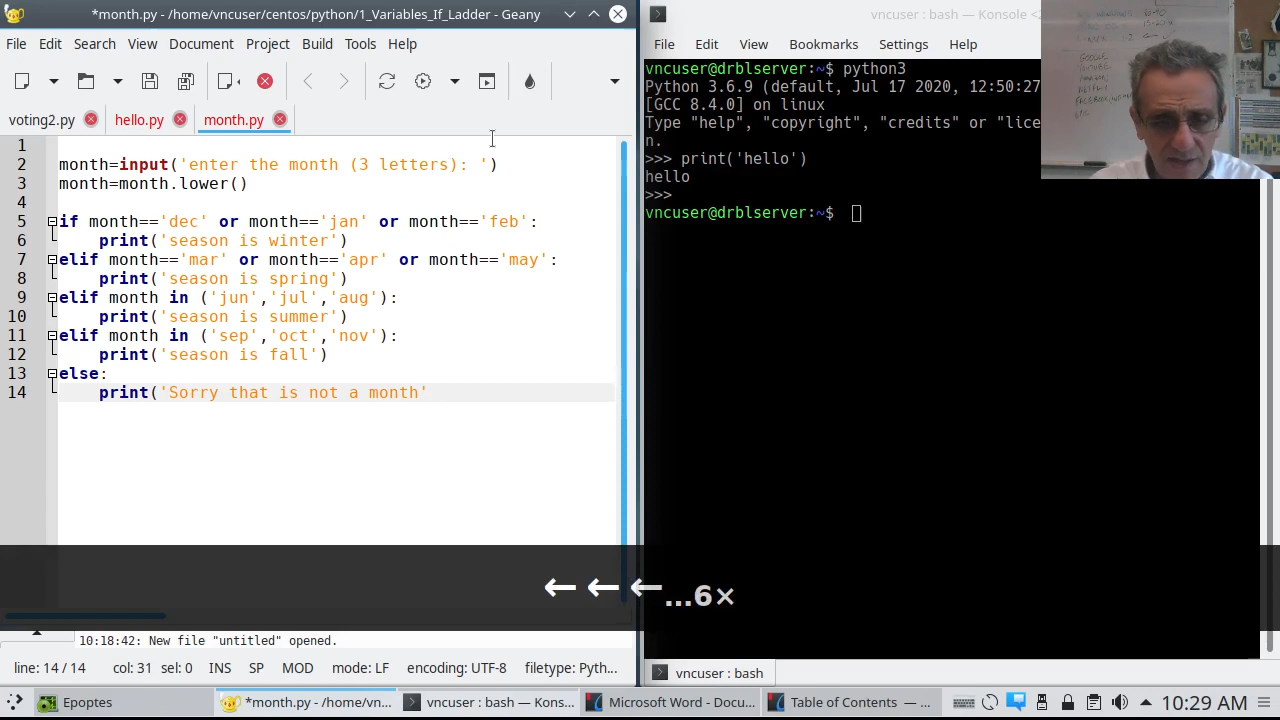 *month.py - /home/vncuser/centos/python/1_Variables_If_Ladder - Geany
File Edit Search View Document Project Build Tools Help
voting2.py hello.py month.py
1
2 month=input('enter the month (3 letters): ')
3 month=month.lower()
4
5 if month=='dec' or month=='jan' or month=='feb':
6 print('season is winter')
7 elif month=='mar' or month=='apr' or month=='may':
8 print('season is spring')
9 elif month in ('jun','jul','aug'):
10 print('season is summer')
11 elif month in ('sep','oct','nov'):
12 print('season is fall')
13 else:
14 print('Sorry that is not a month'
10:18:42: New file "untitled" opened.
line: 14 / 14 col: 31 sel: 0 INS SP MOD mode: LF encoding: UTF-8 filetype: Pyth...
vncuser : bash — Konsole <2
File Edit View Bookmarks Settings Help
vncuser@drblserver:~$ python3
Python 3.6.9 (default, Jul 17 2020, 12:50:27
[GCC 8.4.0] on linux
Type "help", "copyright", "credits" or "lice
n.
>>> print('hello')
hello
>>>
vncuser@drblserver:~$
←←←...6×
vncuser : bash
Epoptes *month.py - /home/vn... vncuser : bash — Kons... Microsoft Word - Docu... Table of Contents — ... 10:29 AM